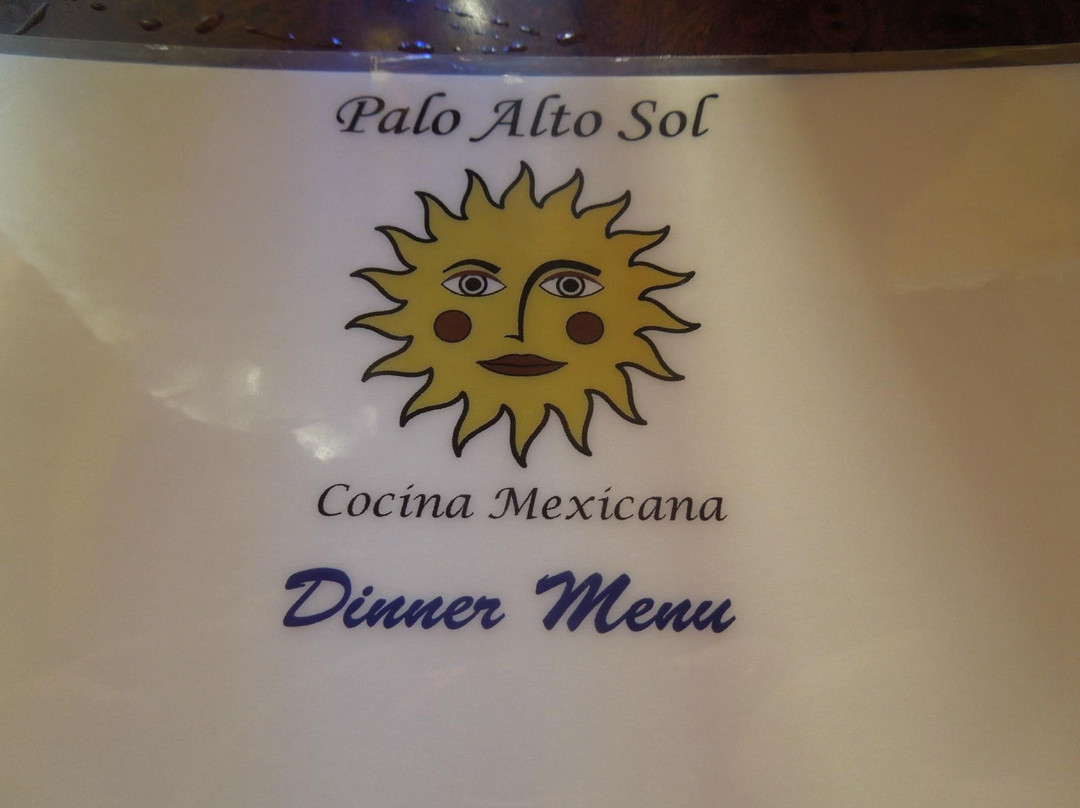 Palo Alto Sol
Cocina Mexicana
Dinner Menu